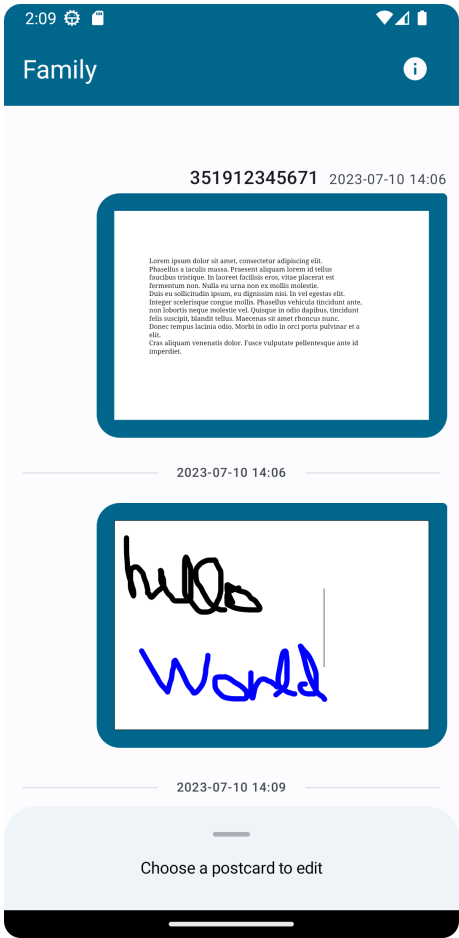 2:09
Family
351912345671 2023-07-10 14:06
Lorem ipsum dolor sit amet, consectetur adipiscing elit.
Phasellus a iaculis massa. Praesent aliquam lorem id tellus
faucibus tristique. In laoreet facilisis eros, vitae placerat est
fermentum non. Nulla eu urna non ex mollis molestie.
Duis eu sollicitudin ipsum, eu dignissim nisi. In vel egestas elit.
Integer scelerisque congue mollis. Phasellus vehicula tincidunt ante,
non lobortis neque molestie vel. Quisque in odio dapibus, tincidunt
felis suscipit, blandit tellus. Maecenas sit amet rhoncus nunc.
Donec tempus lacinia odio. Morbi in odio in orci porta pulvinar et a
elit.
Cras aliquam venenatis dolor. Fusce vulputate pellentesque ante id
imperdiet.
2023-07-10 14:06
hello
World
2023-07-10 14:09
Choose a postcard to edit